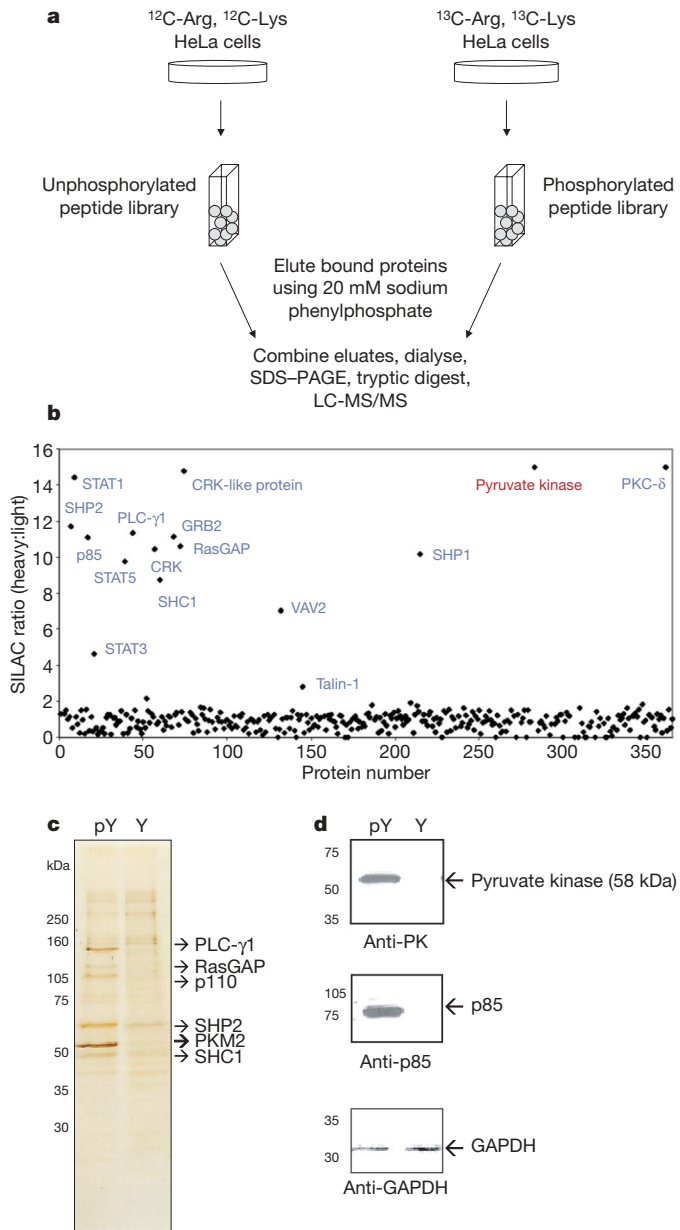 a
¹²C-Arg, ¹²C-Lys
HeLa cells
¹³C-Arg, ¹³C-Lys
HeLa cells
Unphosphorylated
peptide library
Phosphorylated
peptide library
Elute bound proteins
using 20 mM sodium
phenylphosphate
Combine eluates, dialyse,
SDS–PAGE, tryptic digest,
LC-MS/MS
b
SILAC ratio (heavy:light)
16
14
12
10
8
6
4
2
0
STAT1
CRK-like protein
Pyruvate kinase
PKC-δ
SHP2
PLC-γ1
GRB2
p85
RasGAP
STAT5
CRK
SHP1
SHC1
VAV2
STAT3
Talin-1
0
50
100
150
200
250
300
350
Protein number
c
pY Y
kDa
250
160
105
75
50
35
30
PLC-γ1
RasGAP
p110
SHP2
PKM2
SHC1
d
pY Y
75
50
35
Pyruvate kinase (58 kDa)
Anti-PK
105
75
p85
Anti-p85
35
30
GAPDH
Anti-GAPDH